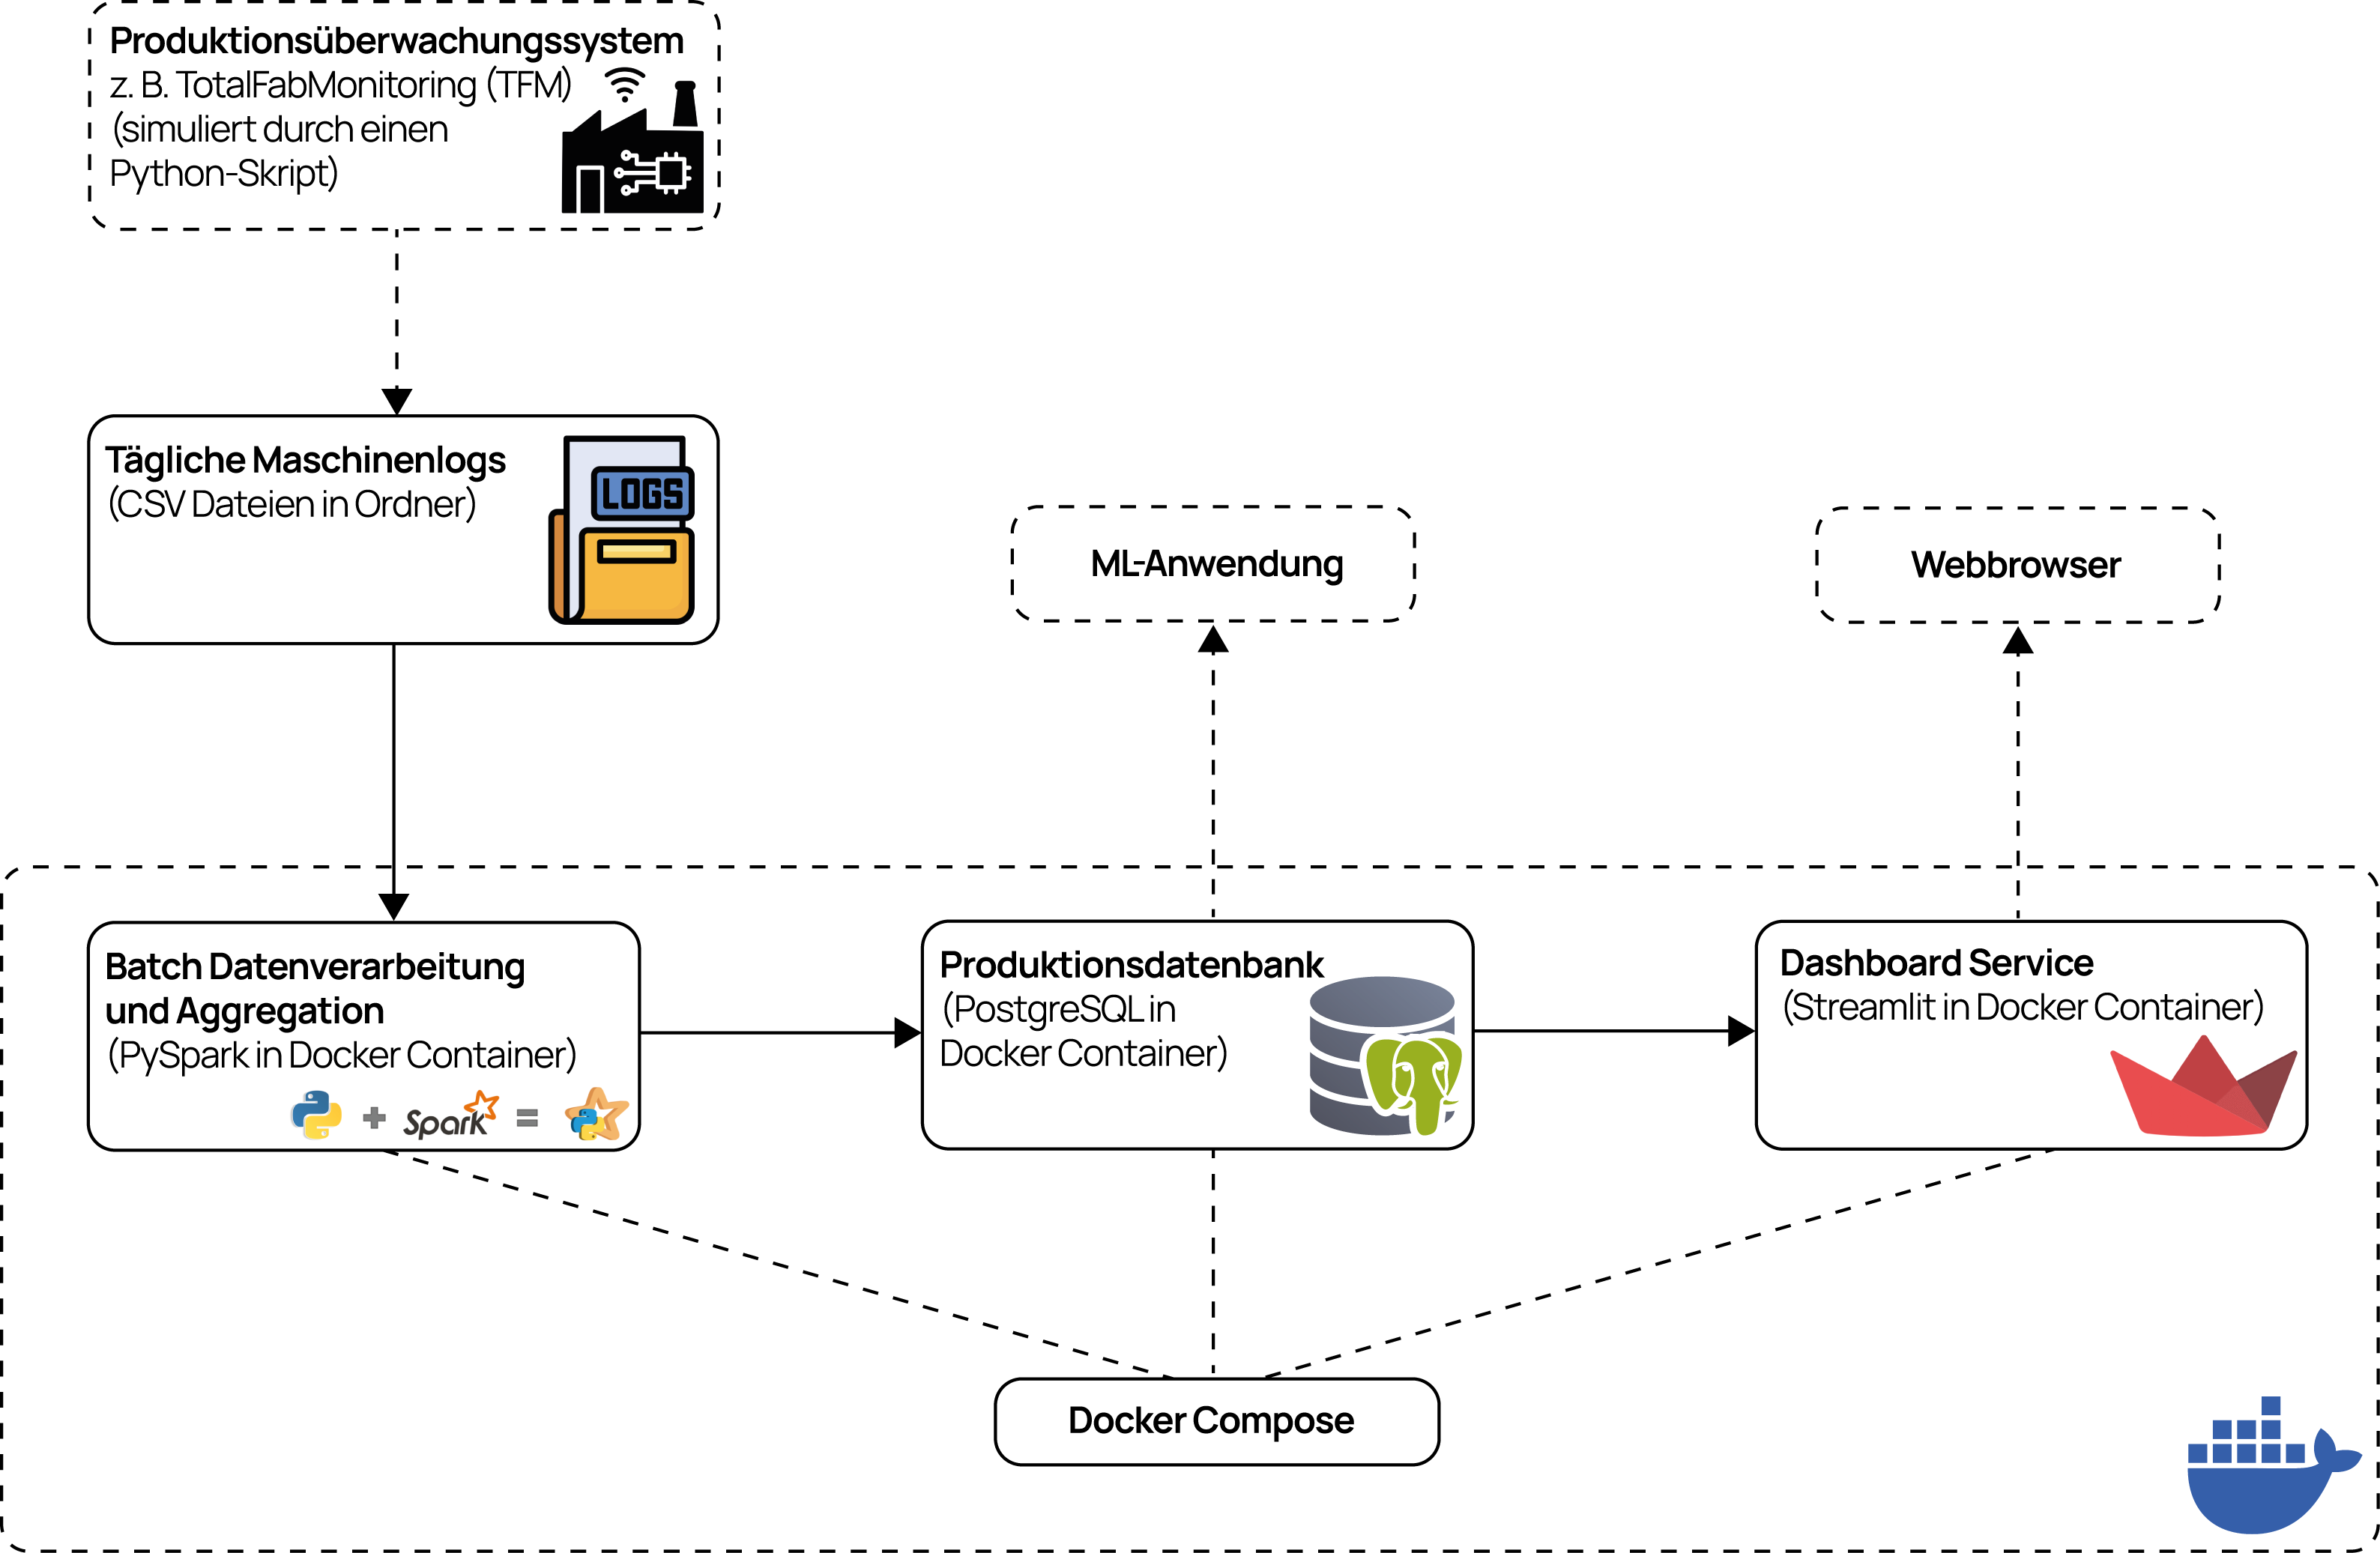 Produktionsüberwachungssystem
z. B. TotalFabMonitoring (TFM)
(simuliert durch einen
Python-Skript)
Tägliche Maschinenlogs
(CSV Dateien in Ordner)
LOGS
ML-Anwendung
Webbrowser
Batch Datenverarbeitung
und Aggregation
(PySpark in Docker Container)
+ Spark =
Produktionsdatenbank
(PostgreSQL in
Docker Container)
Dashboard Service
(Streamlit in Docker Container)
Docker Compose